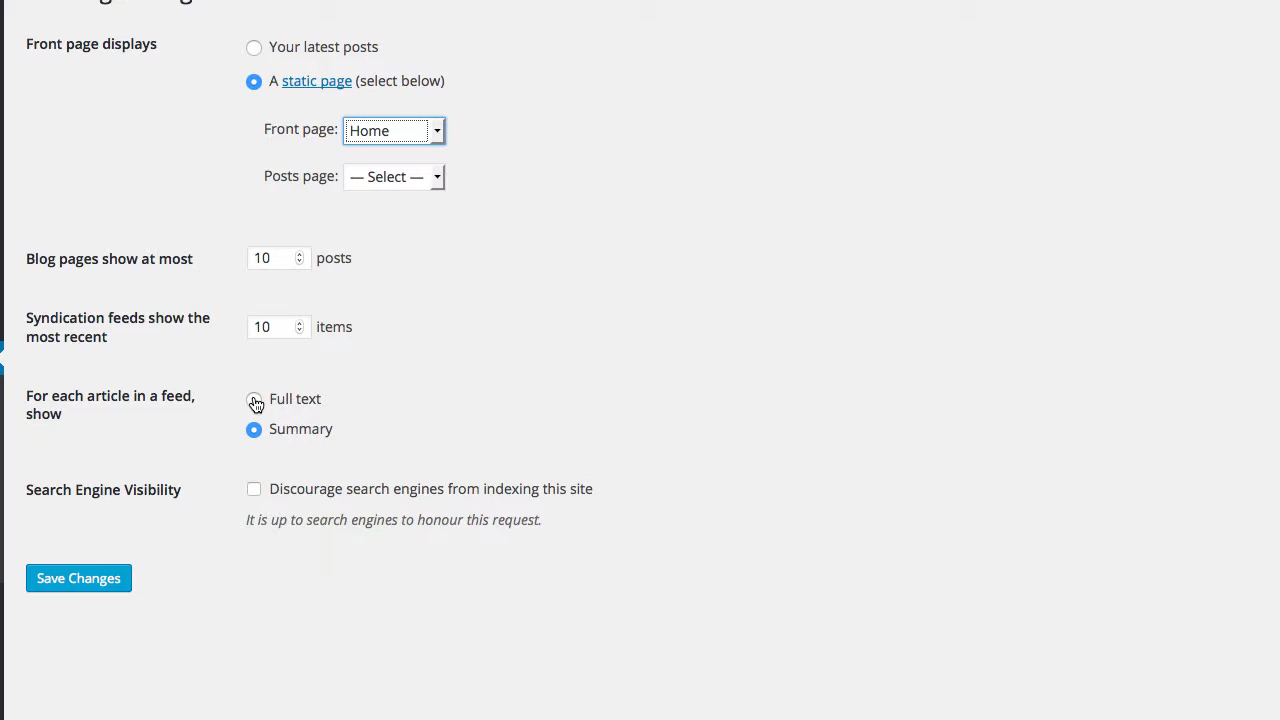 Front page displays
Your latest posts
A static page (select below)
Front page: Home
Posts page: — Select —
Blog pages show at most
10 posts
Syndication feeds show the
most recent
10 items
For each article in a feed,
show
Full text
Summary
Search Engine Visibility
Discourage search engines from indexing this site
It is up to search engines to honour this request.
Save Changes